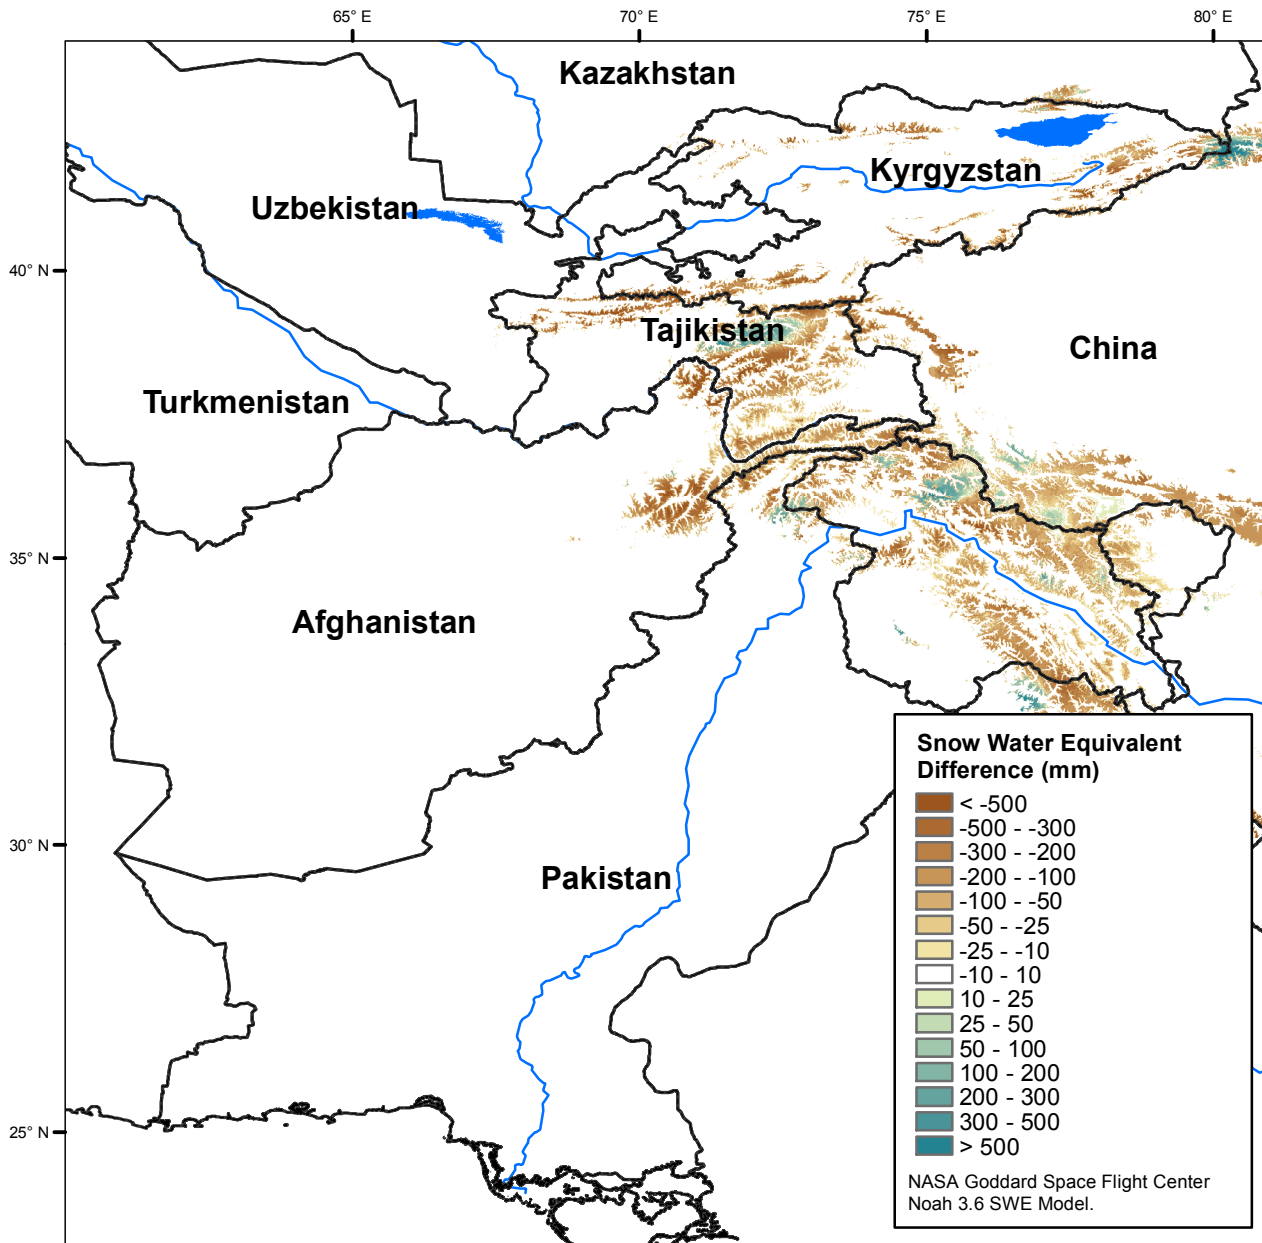 65° E
70° E
75° E
80° E
Kazakhstan
Kyrgyzstan
Uzbekistan
40° N
Tajikistan
China
Turkmenistan
35° N
Afghanistan
30° N
Pakistan
25° N
Snow Water Equivalent
Difference (mm)
< -500
-500 - -300
-300 - -200
-200 - -100
-100 - -50
-50 - -25
-25 - -10
-10 - 10
10 - 25
25 - 50
50 - 100
100 - 200
200 - 300
300 - 500
> 500
NASA Goddard Space Flight Center
Noah 3.6 SWE Model.